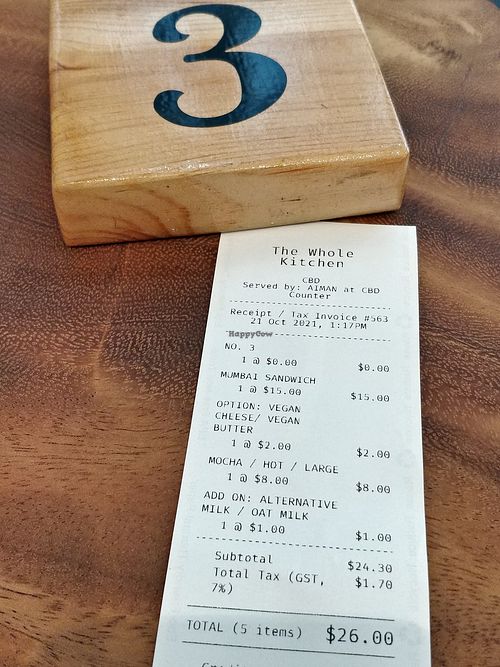 3
The Whole
Kitchen
CBD
Served by: AIMAN at CBD
Counter
Receipt / Tax Invoice #563
21 Oct 2021, 1:17PM
HappyCow
NO. 3
1 @ $0.00 $0.00
MUMBAI SANDWICH
1 @ $15.00 $15.00
OPTION: VEGAN
CHEESE/ VEGAN
BUTTER
1 @ $2.00 $2.00
MOCHA / HOT / LARGE
1 @ $8.00 $8.00
ADD ON: ALTERNATIVE
MILK / OAT MILK
1 @ $1.00 $1.00
Subtotal $24.30
Total Tax (GST, $1.70
7%)
TOTAL (5 items) $26.00